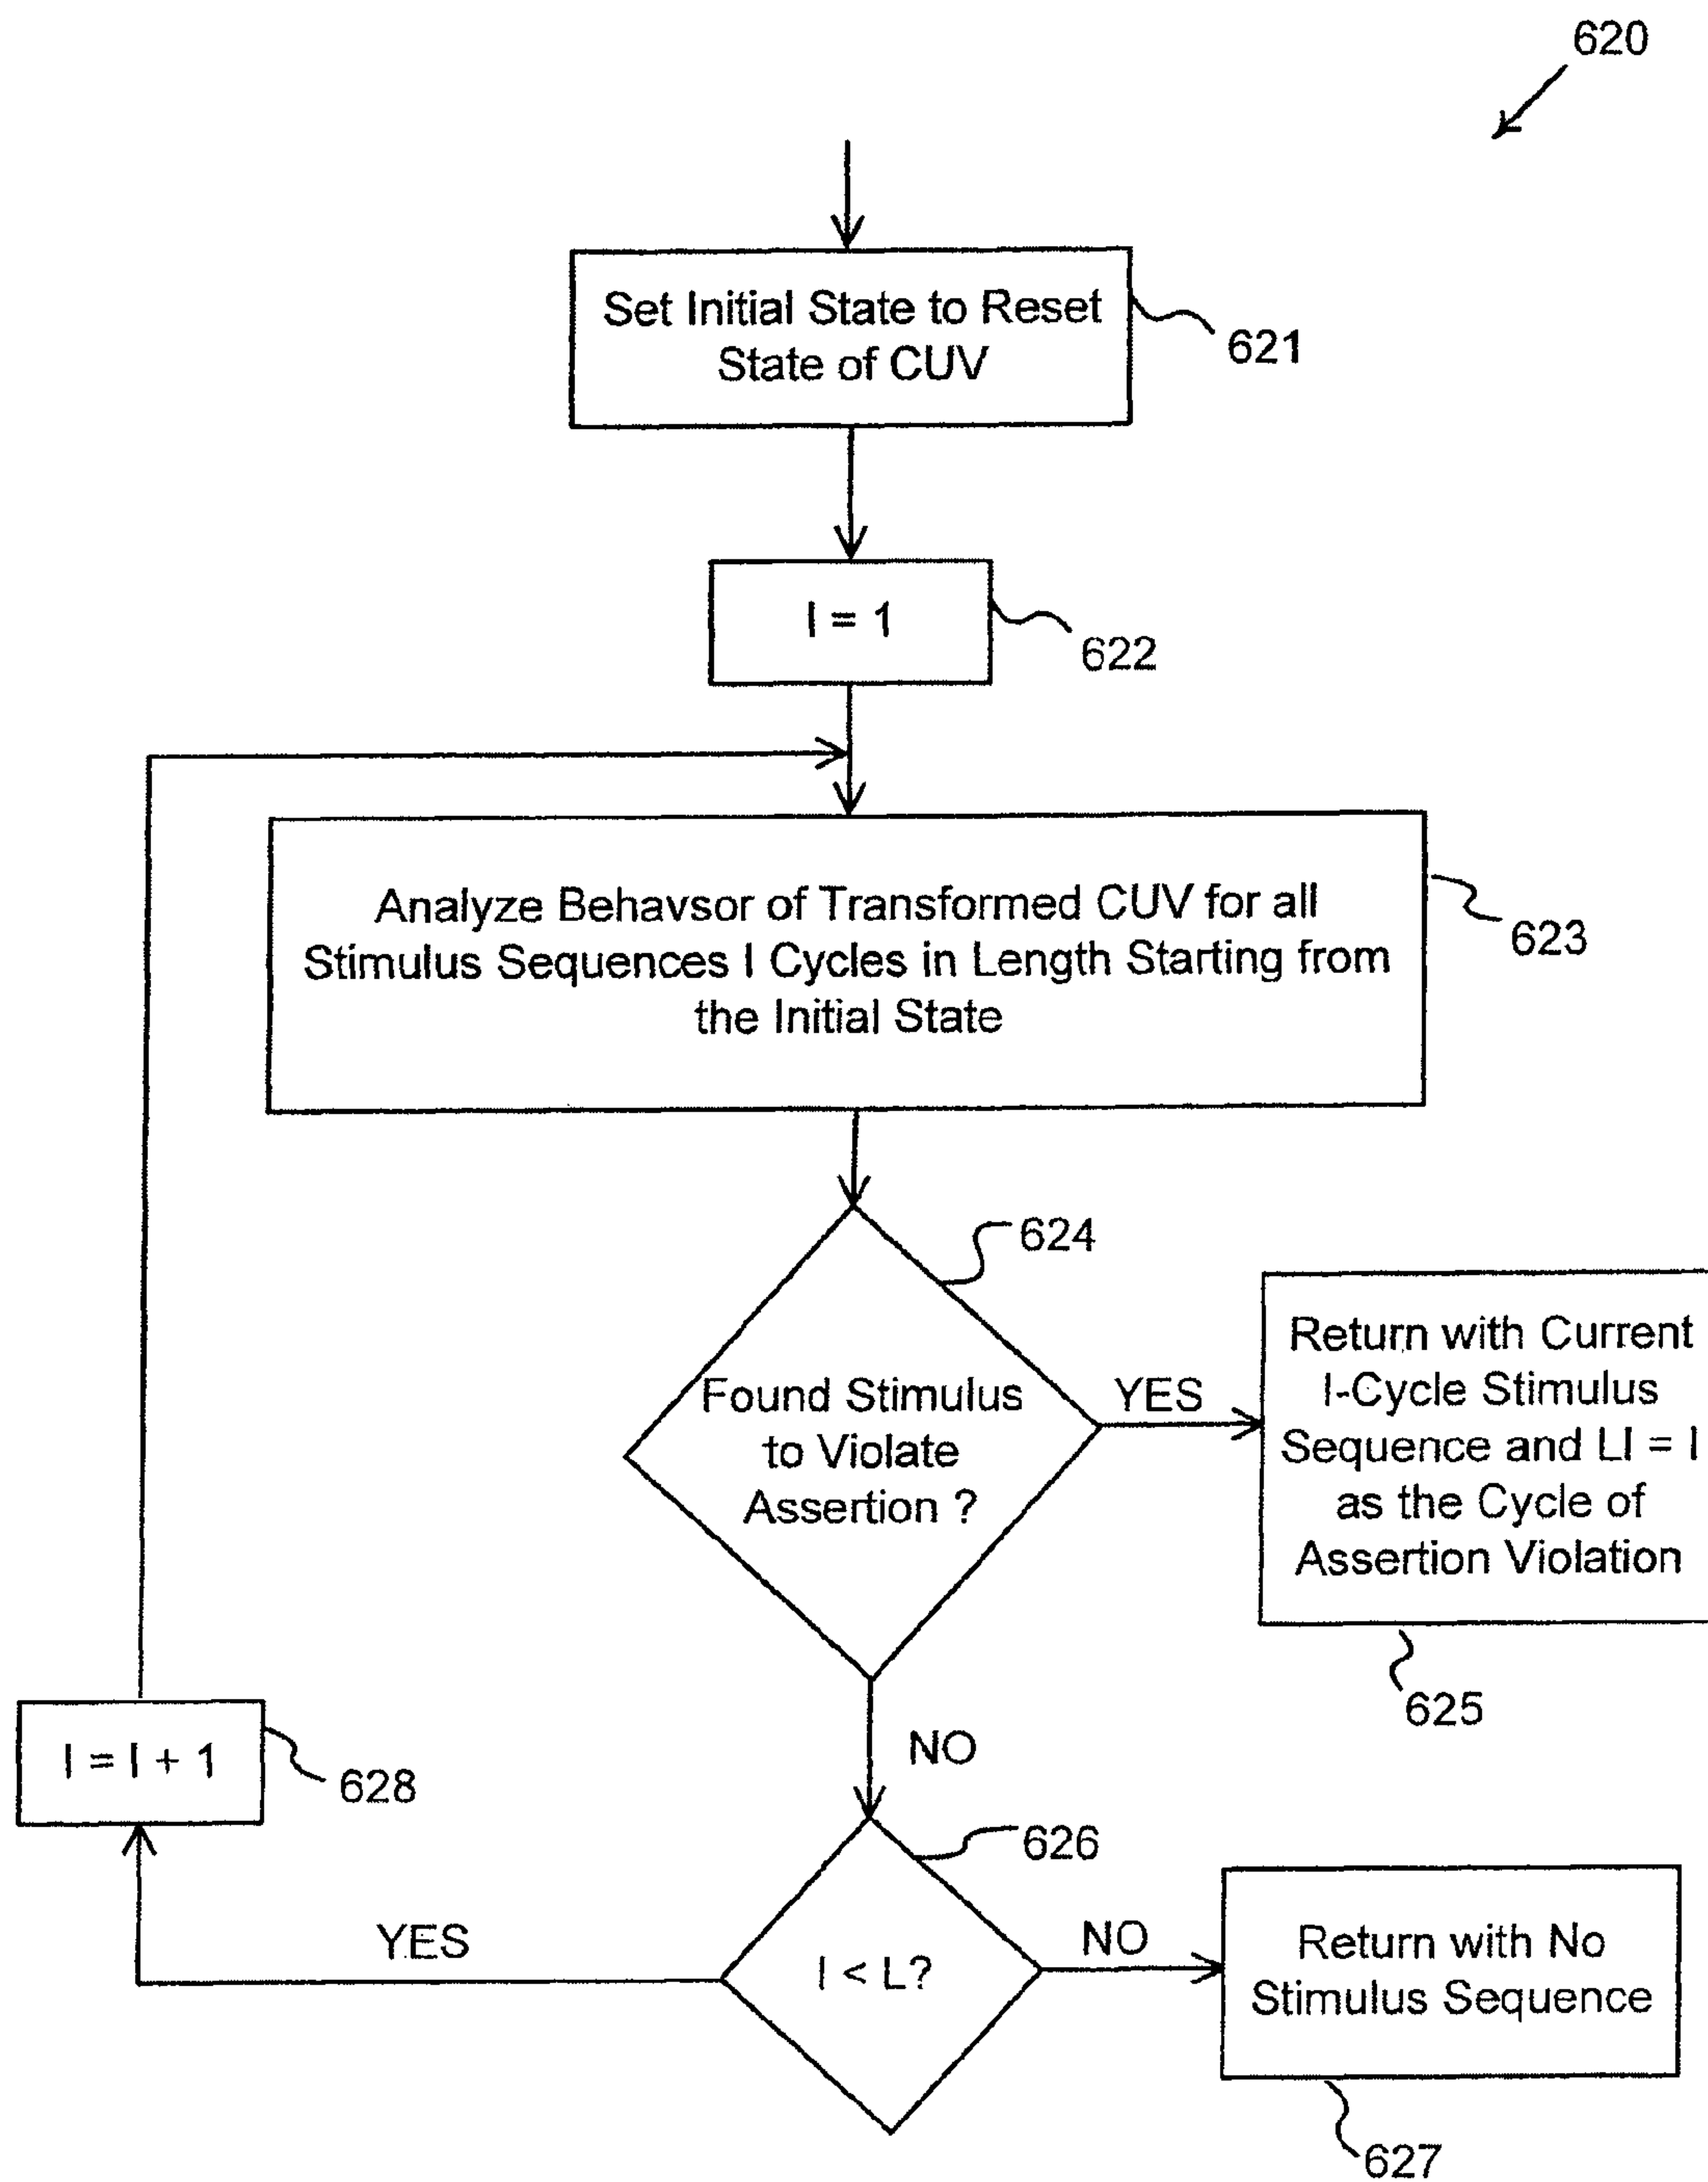 620
Set Initial State to Reset
State of CUV
621
I = 1
622
Analyze Behavsor of Transformed CUV for all
Stimulus Sequences I Cycles in Length Starting from
the Initial State
623
624
Found Stimulus
to Violate
Assertion ?
YES
Return with Current
I-Cycle Stimulus
Sequence and LI = I
as the Cycle of
Assertion Violation
625
NO
I = I + 1
628
626
I < L?
YES
NO
Return with No
Stimulus Sequence
627